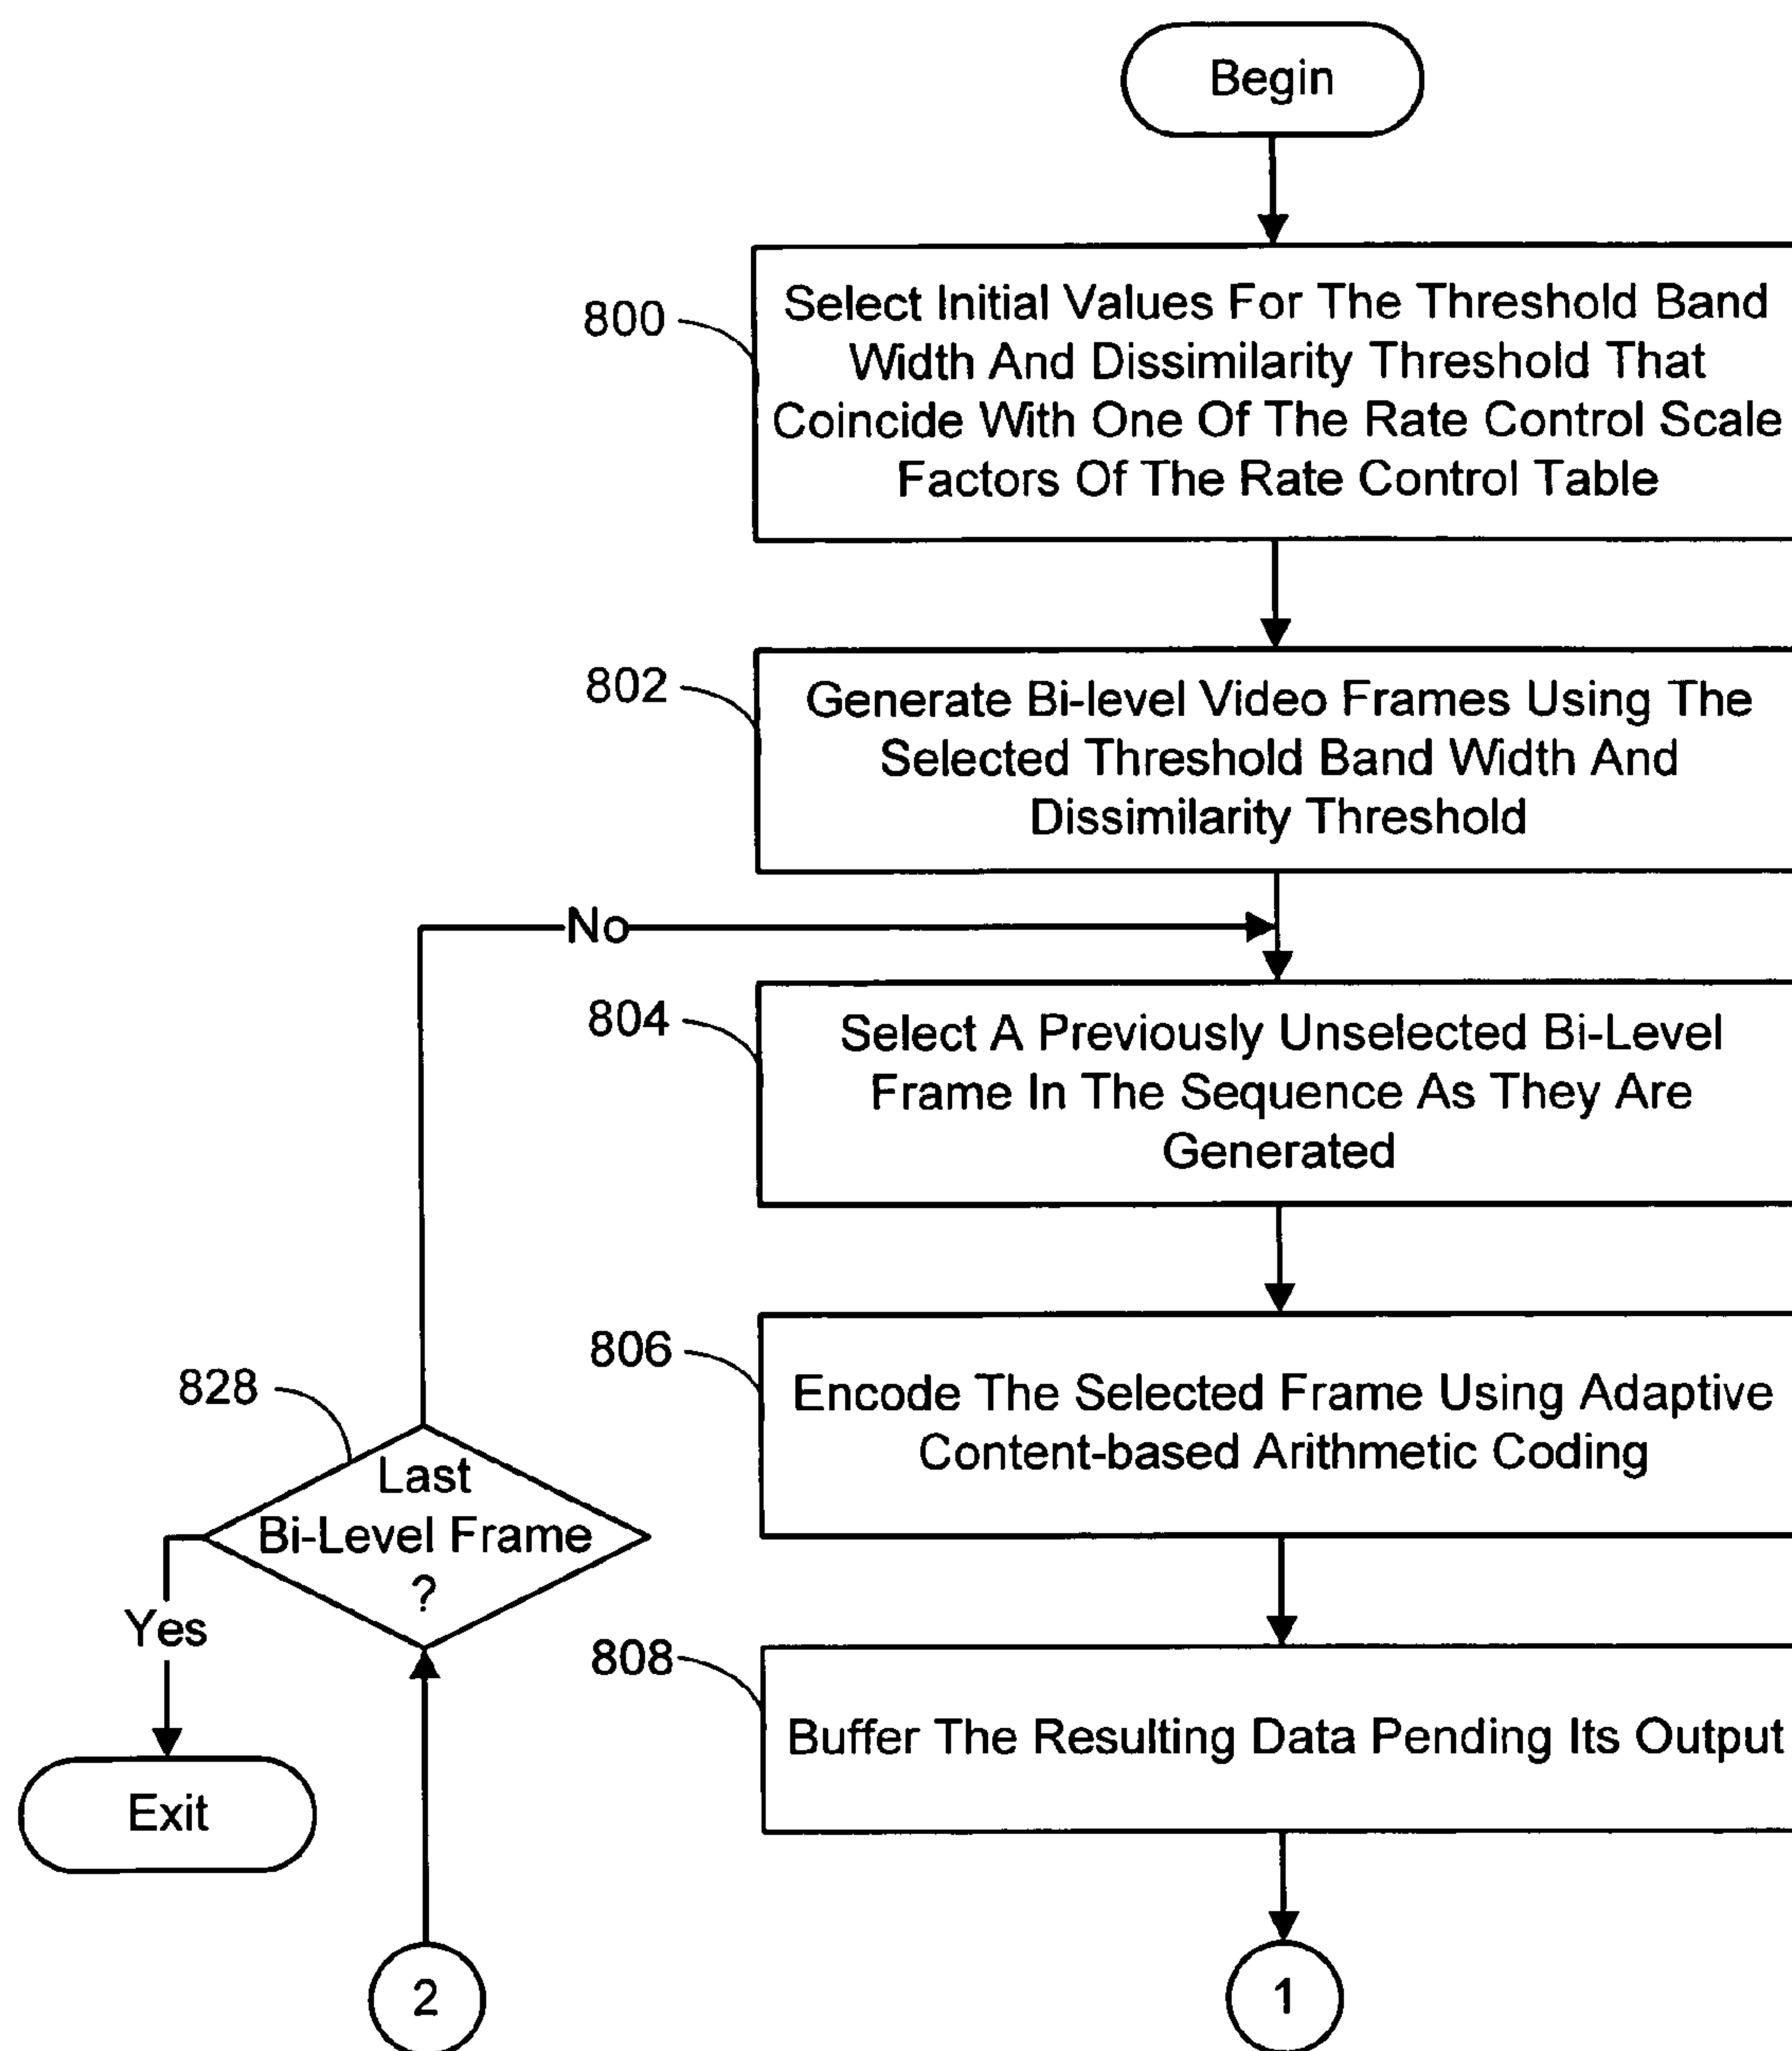 Begin
800
Select Initial Values For The Threshold Band
Width And Dissimilarity Threshold That
Coincide With One Of The Rate Control Scale
Factors Of The Rate Control Table
802
Generate Bi-level Video Frames Using The
Selected Threshold Band Width And
Dissimilarity Threshold
No
804
Select A Previously Unselected Bi-Level
Frame In The Sequence As They Are
Generated
806
Encode The Selected Frame Using Adaptive
Content-based Arithmetic Coding
828
Last
Bi-Level Frame
?
Yes
808
Buffer The Resulting Data Pending Its Output
Exit
2
1